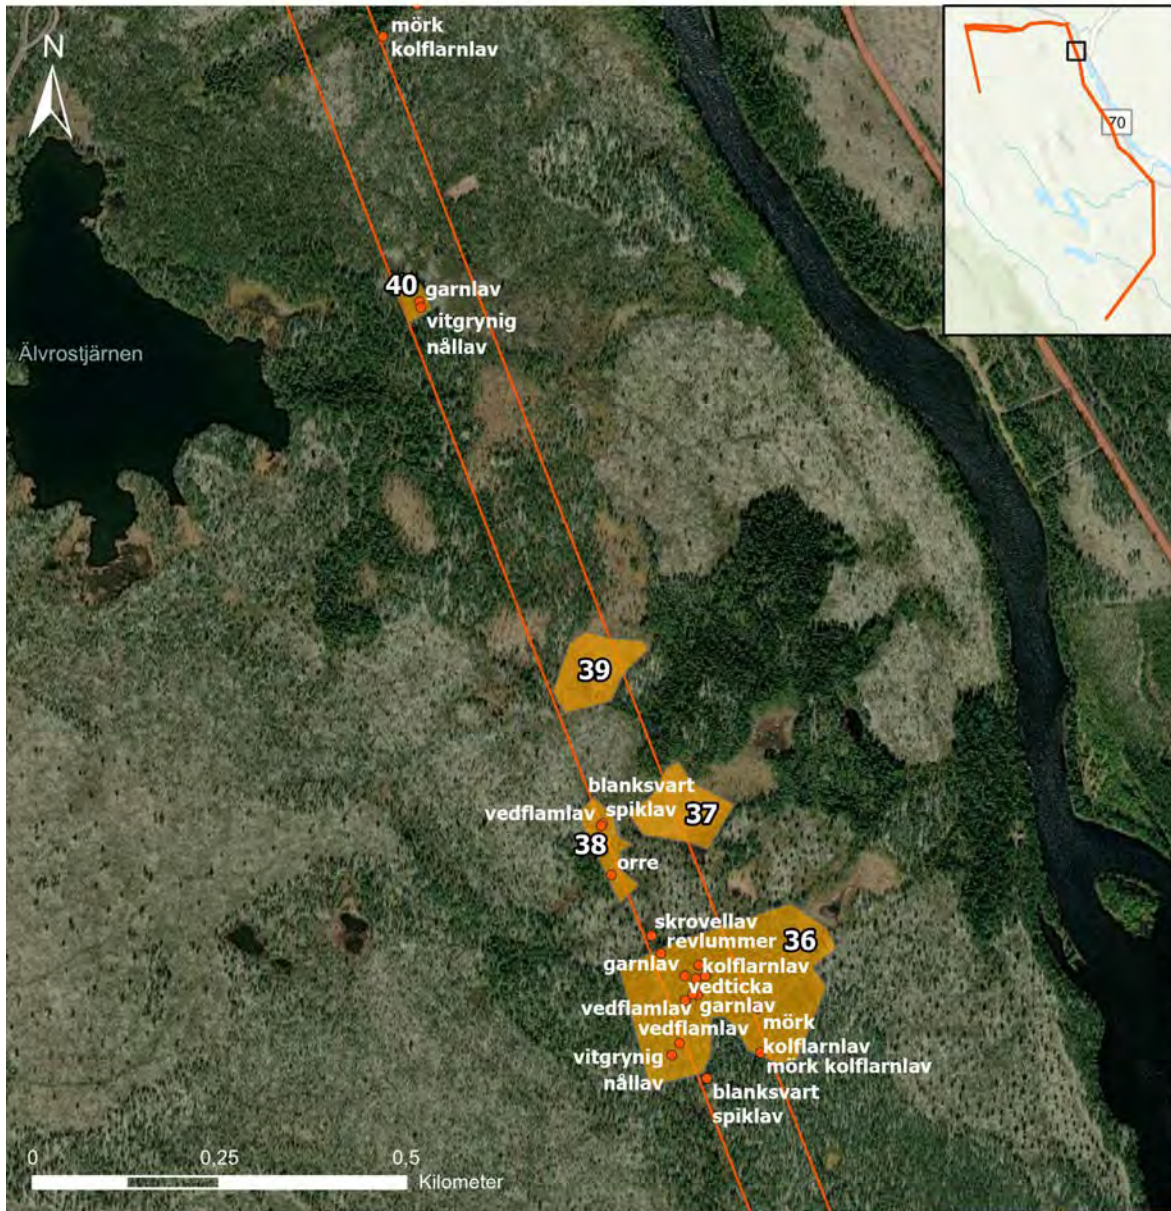 mörk
kolflarnlav
N
70
40
garnlav
vitgrynig
nållav
Älvrostjärnen
39
blanksvart
spiklav
vedflamlav
37
38
orre
skrovellav
revlummer
36
garnlav
kolflarnlav
vedticka
vedflamlav
garnlav
vedflamlav
mörk
kolflarnlav
vitgrynig
nållav
mörk kolflarnlav
blanksvart
spiklav
0
0,25
0,5
Kilometer